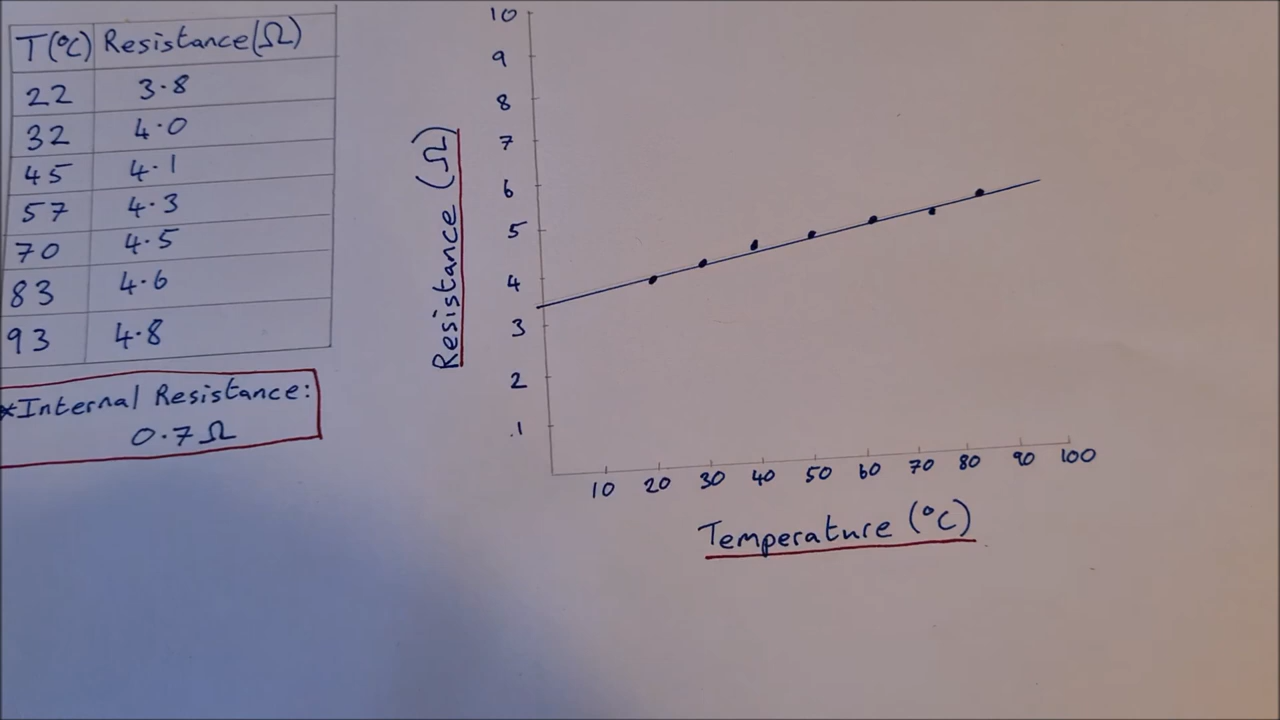 T(°C) Resistance(Ω)
22 3.8
32 4.0
45 4.1
57 4.3
70 4.5
83 4.6
93 4.8
*Internal Resistance:
0.7Ω
10
9
8
7
6
5
4
3
2
.1
Resistance (Ω)
10 20 30 40 50 60 70 80 90 100
Temperature (°C)